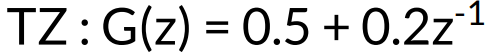 TZ : G(z) = 0.5 + 0.2z⁻¹